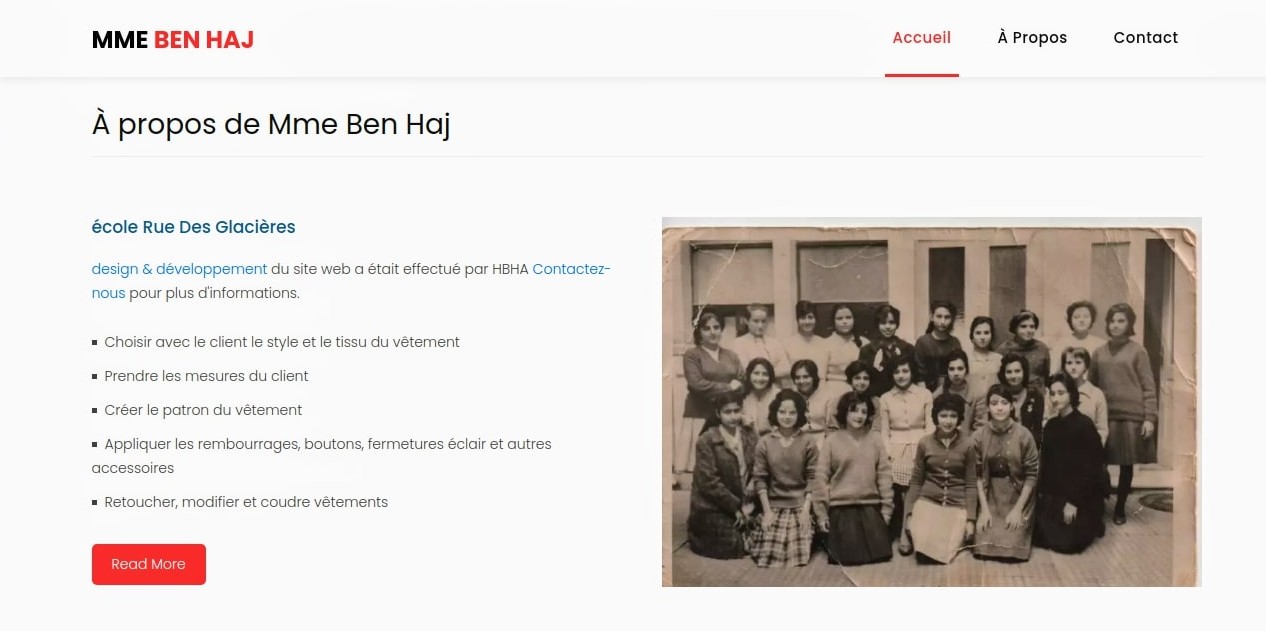 MME BEN HAJ
Accueil
À Propos
Contact
À propos de Mme Ben Haj
école Rue Des Glacières
design & développement du site web a était effectué par HBHA Contactez-
nous pour plus d'informations.
Choisir avec le client le style et le tissu du vêtement
Prendre les mesures du client
Créer le patron du vêtement
Appliquer les rembourrages, boutons, fermetures éclair et autres
accessoires
Retoucher, modifier et coudre vêtements
Read More